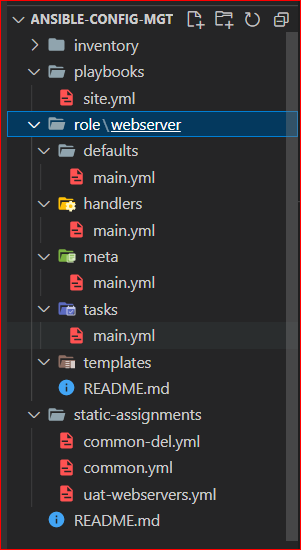 ANSIBLE-CONFIG-MGT
inventory
playbooks
site.yml
role\webserver
defaults
main.yml
handlers
main.yml
meta
main.yml
tasks
main.yml
templates
README.md
static-assignments
common-del.yml
common.yml
uat-webservers.yml
README.md